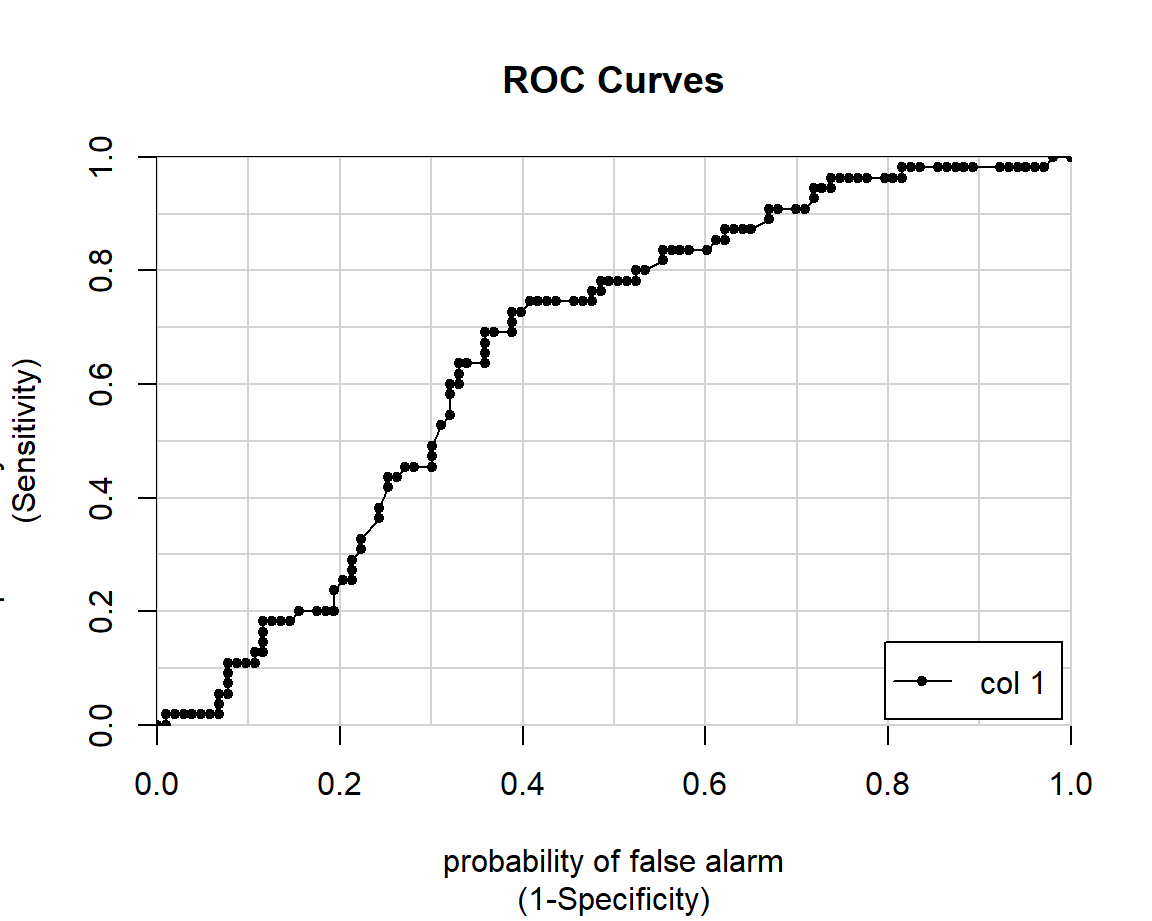 ROC Curves
(Sensitivity)
1.0
0.8
0.6
0.4
0.2
0.0
col 1
0.0 0.2 0.4 0.6 0.8 1.0
probability of false alarm
(1-Specificity)